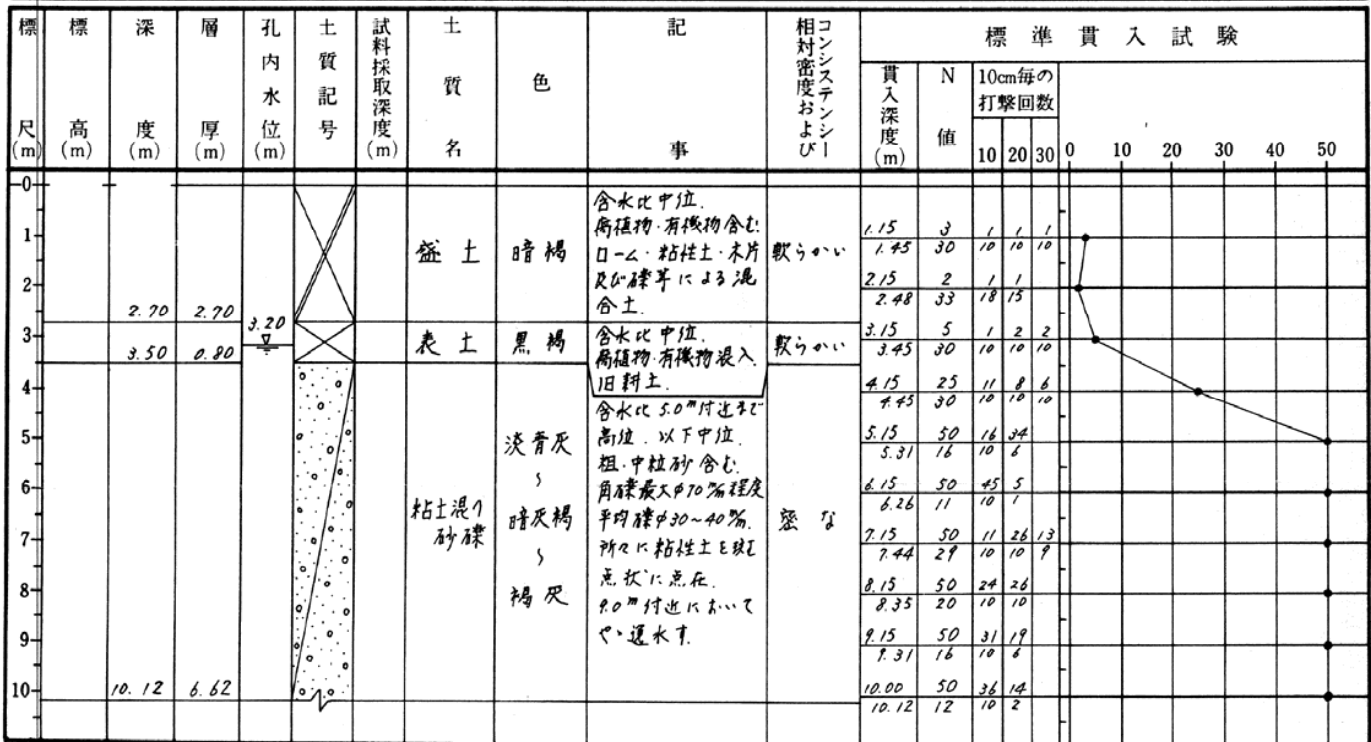 標尺(m)
標高(m)
深度(m)
層厚(m)
孔内水位(m)
土質記号
試料採取深度(m)
土質名
色
記事
相対密度およびコンシステンシー
標準貫入試験
貫入深度(m)
N値
10cm毎の打撃回数
10 20 30
0 10 20 30 40 50
0
1
2
3
4
5
6
7
8
9
10
2.70 2.70
3.20
3.50 0.80
10.12 6.62
盛土 暗褐
含水比中位.
腐植物・有機物含む.
ローム・粘性土・木片
及び礫等による混
合土.
軟らかい
表土 黒褐
含水比中位.
腐植物・有機物混入.
旧耕土.
軟らかい
粘土混り
砂礫
淡青灰
〜
暗灰褐
〜
褐灰
含水比5.0m付近まで
高位.以下中位.
粗.中粒砂含む.
角礫最大φ70㎜程度
平均礫φ30~40㎜.
所々に粘性土を斑
点状に点在.
9.0m付近において
やゝ逸水す.
密な
1.15 3 1 1 1
1.45 30 10 10 10
2.15 2 1 1
2.48 33 18 15
3.15 5 1 2 2
3.45 30 10 10 10
4.15 25 11 8 6
4.45 30 10 10 10
5.15 50 16 34
5.31 16 10 6
6.15 50 45 5
6.26 11 10 1
7.15 50 11 26 13
7.44 29 10 10 9
8.15 50 24 26
8.35 20 10 10
9.15 50 31 19
9.31 16 10 6
10.00 50 36 14
10.12 12 10 2